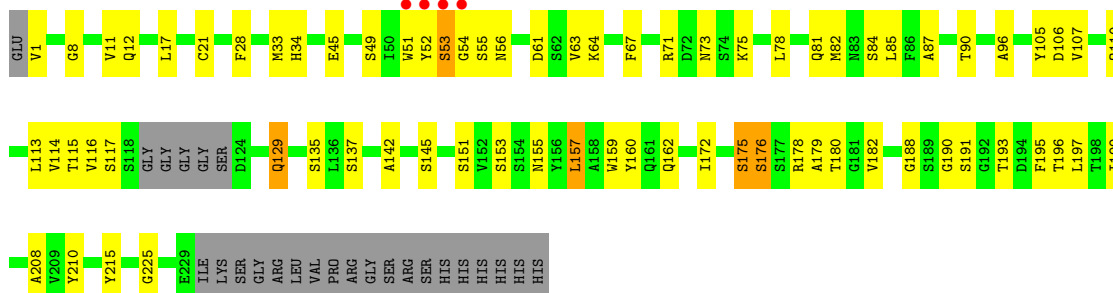 GLU V1 G8 V11 Q12 L17 C21 F28 M33 H34 E45 S49 I50 W51 Y52 S53 G54 S55 N56 D61 S62 V63 K64 F67 R71 D72 N73 S74 K75 L78 Q81 M82 N83 S84 L85 F86 A87 T90 A96 Y105 D106 V107
L113 V114 T115 V116 S117 S118 GLY GLY GLY GLY SER D124 Q129 S135 L136 S137 A142 S145 S151 V152 S153 S154 N155 Y156 L157 A158 W159 Y160 Q161 Q162 I172 S175 S176 S177 R178 A179 T180 G181 V182 G188 S189 G190 S191 G192 T193 D194 F195 T196 L197 T198
A208 V209 Y210 Y215 G225 E229 ILE LYS SER GLY ARG LEU VAL PRO ARG GLY SER ARG SER HIS HIS HIS HIS HIS HIS